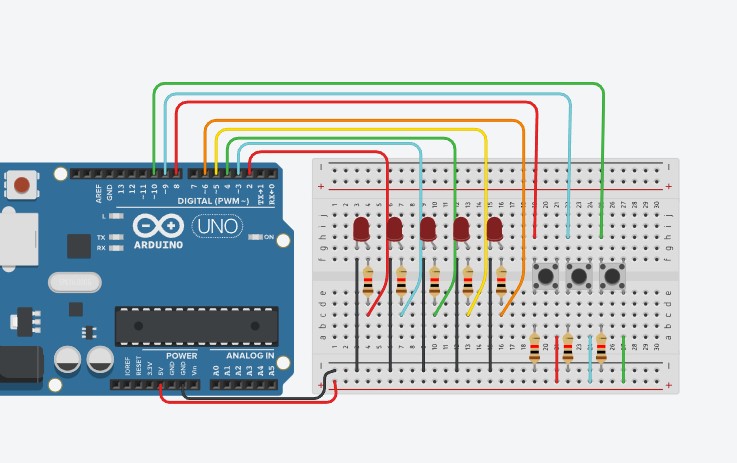 AREF
GND
13
12
~11
~10
~9
8
7
~6
~5
4
~3
2
TX→1
RX←0
DIGITAL (PWM~)
L
TX
RX
UNO
ARDUINO
ON
POWER
ANALOG IN
IOREF
RESET
3.3V
5V
GND
GND
Vin
A0
A1
A2
A3
A4
A5
j
i
h
g
f
e
d
c
b
a